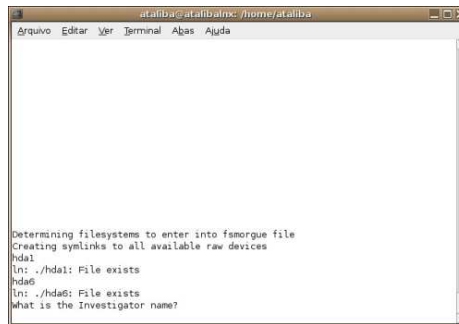 ataliba@atalibalnx: /home/ataliba
Arquivo Editar Ver Terminal Abas Ajuda
Determining filesystems to enter into fsmorgue file
Creating symlinks to all available raw devices
hda1
ln: ./hda1: File exists
hda6
ln: ./hda6: File exists
What is the Investigator name?